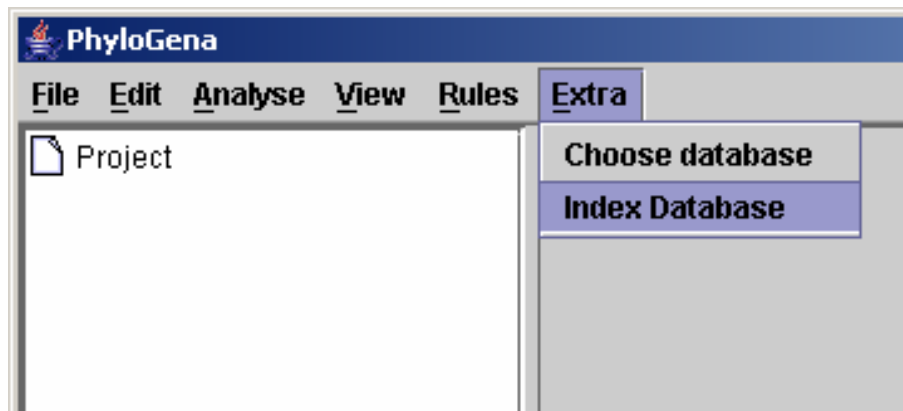 PhyloGena
File Edit Analyse View Rules Extra
Project
Choose database
Index Database